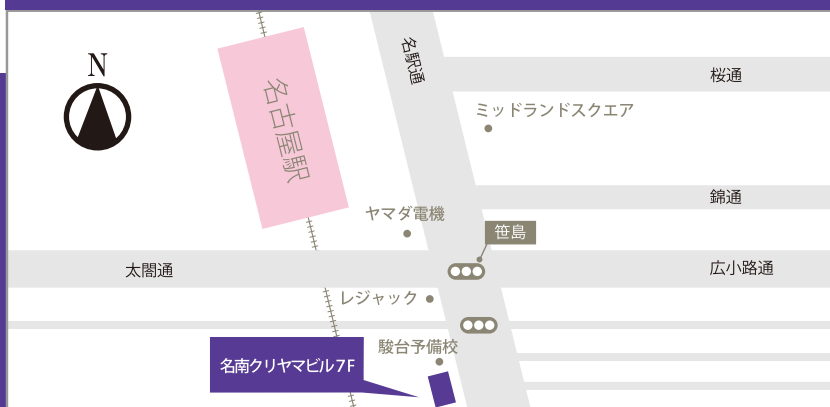 N
名駅通
桜通
名古屋駅
ミッドランドスクエア
錦通
ヤマダ電機
笹島
太閤通
広小路通
レジャック
駿台予備校
名南クリヤマビル7F